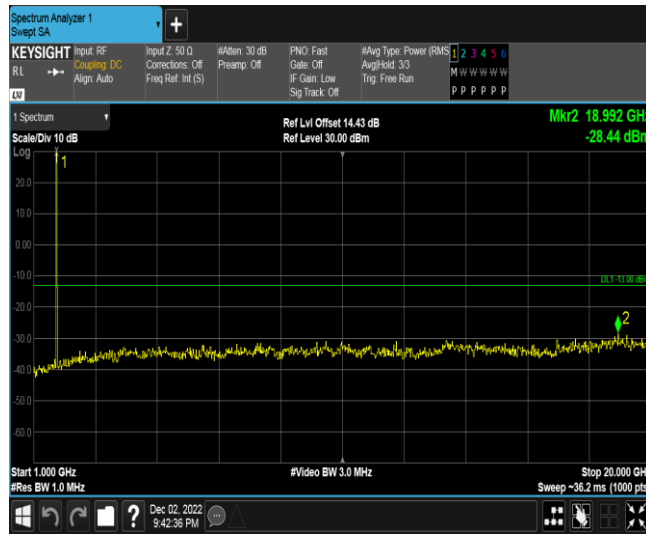 Spectrum Analyzer 1
Swept SA
+
KEYSIGHT
RL
LXI
Input: RF
Coupling: DC
Align: Auto
Input Z: 50 Ω
Corrections: Off
Freq Ref: Int (S)
#Atten: 30 dB
Preamp: Off
PNO: Fast
Gate: Off
IF Gain: Low
Sig Track: Off
#Avg Type: Power (RMS
Avg|Hold: 3/3
Trig: Free Run
1 2 3 4 5 6
M W W W W W
P P P P P P
1 Spectrum
Scale/Div 10 dB
Log
Ref Lvl Offset 14.43 dB
Ref Level 30.00 dBm
Mkr2 18.992 GHz
-28.44 dBm
1
20.0
10.0
0.00
-10.0
DL1 -13.00 dBm
-20.0
2
-30.0
-40.0
-50.0
-60.0
Start 1.000 GHz
#Res BW 1.0 MHz
#Video BW 3.0 MHz
Stop 20.000 GH
Sweep ~36.2 ms (1000 pts
?
Dec 02, 2022
9:42:36 PM